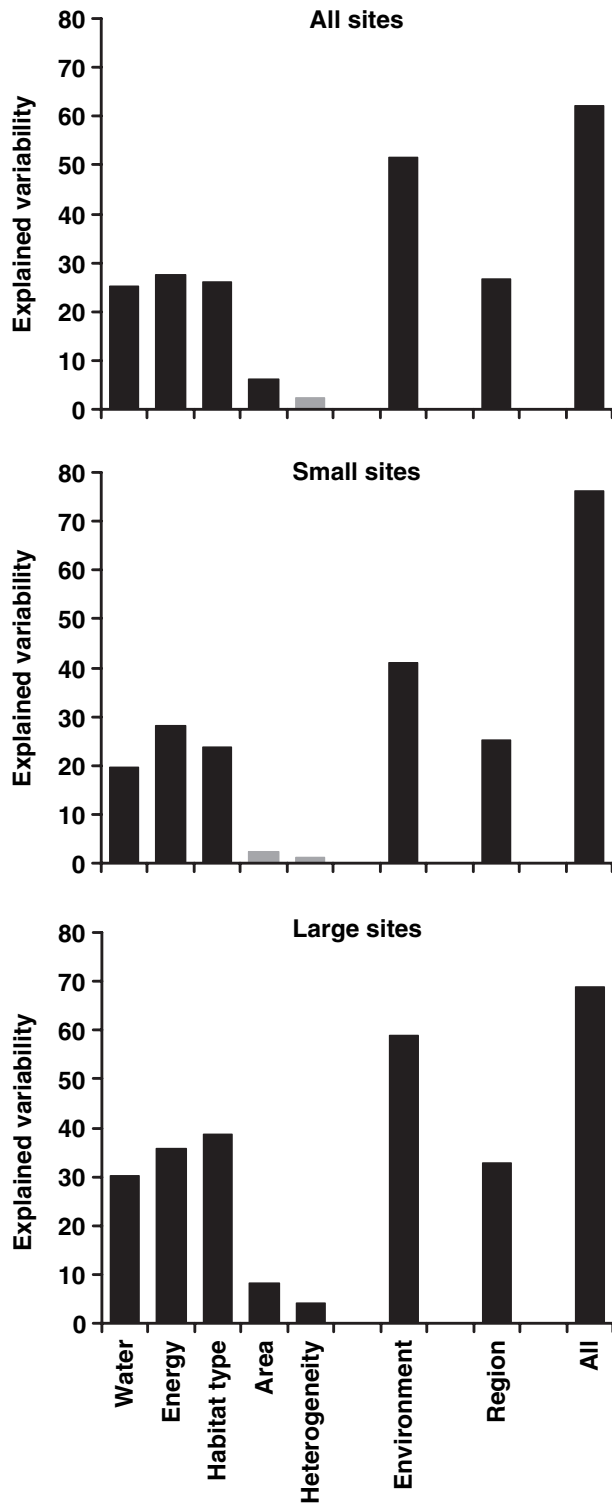 All sites
Explained variability
80
70
60
50
40
30
20
10
0
Small sites
Explained variability
80
70
60
50
40
30
20
10
0
Large sites
Explained variability
80
70
60
50
40
30
20
10
0
Water
Energy
Habitat type
Area
Heterogeneity
Environment
Region
All